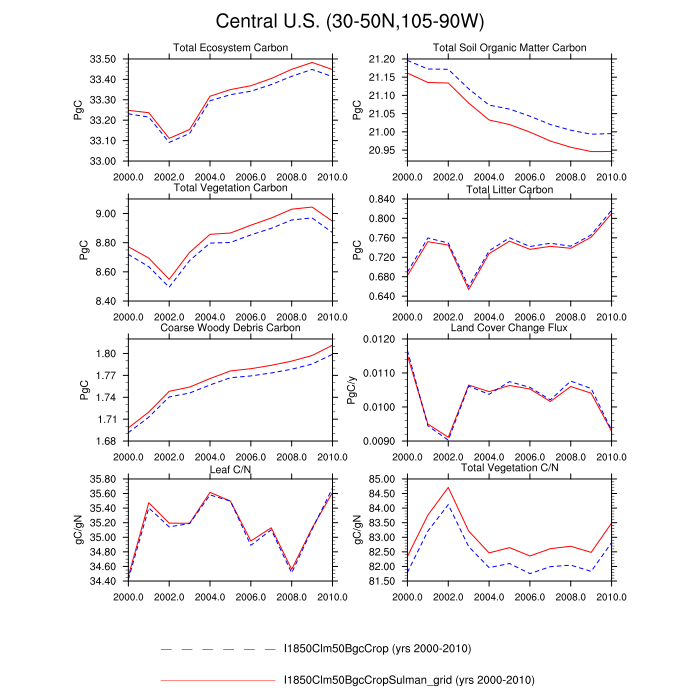 Central U.S. (30-50N,105-90W)
Total Ecosystem Carbon
PgC
33.50
33.40
33.30
33.20
33.10
33.00
2000.0 2002.0 2004.0 2006.0 2008.0 2010.0
Total Soil Organic Matter Carbon
PgC
21.20
21.15
21.10
21.05
21.00
20.95
2000.0 2002.0 2004.0 2006.0 2008.0 2010.0
Total Vegetation Carbon
PgC
9.00
8.80
8.60
8.40
2000.0 2002.0 2004.0 2006.0 2008.0 2010.0
Total Litter Carbon
PgC
0.840
0.800
0.760
0.720
0.680
0.640
2000.0 2002.0 2004.0 2006.0 2008.0 2010.0
Coarse Woody Debris Carbon
PgC
1.80
1.77
1.74
1.71
1.68
2000.0 2002.0 2004.0 2006.0 2008.0 2010.0
Land Cover Change Flux
PgC/y
0.0120
0.0110
0.0100
0.0090
2000.0 2002.0 2004.0 2006.0 2008.0 2010.0
Leaf C/N
gC/gN
35.80
35.60
35.40
35.20
35.00
34.80
34.60
34.40
2000.0 2002.0 2004.0 2006.0 2008.0 2010.0
Total Vegetation C/N
gC/gN
85.00
84.50
84.00
83.50
83.00
82.50
82.00
81.50
2000.0 2002.0 2004.0 2006.0 2008.0 2010.0
I1850Clm50BgcCrop (yrs 2000-2010)
I1850Clm50BgcCropSulman_grid (yrs 2000-2010)